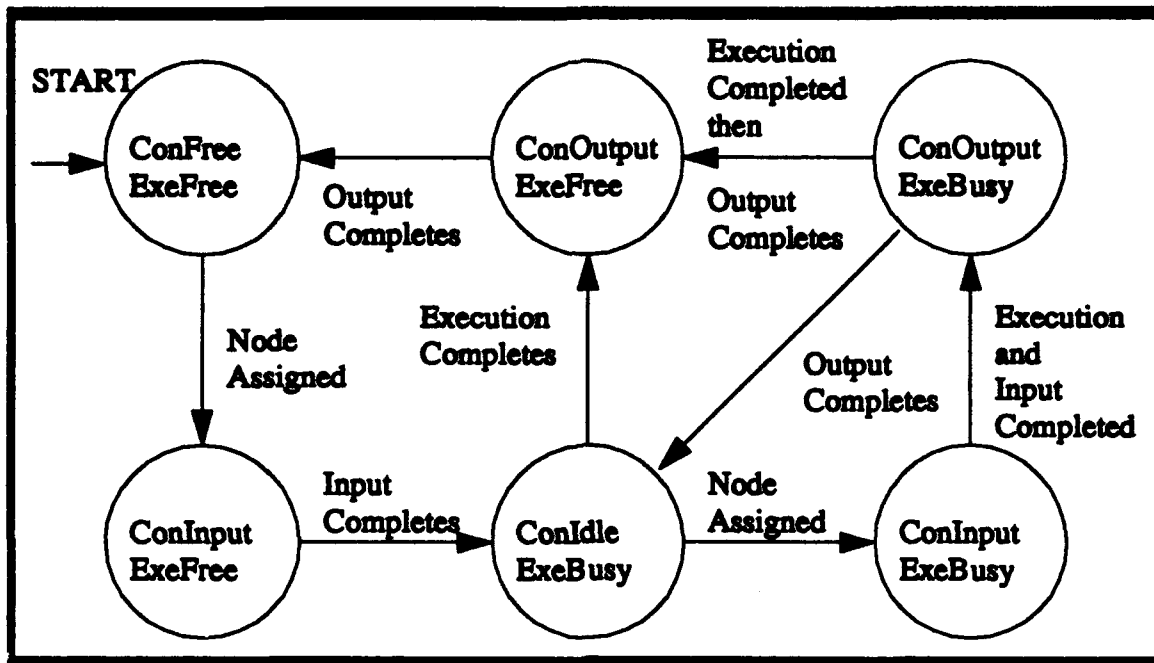 START
ConFree
ExeFree
Output
Completes
ConOutput
ExeFree
Execution
Completed
then
Output
Completes
ConOutput
ExeBusy
Node
Assigned
Execution
Completes
Output
Completes
Execution
and
Input
Completed
ConInput
ExeFree
Input
Completes
ConIdle
ExeBusy
Node
Assigned
ConInput
ExeBusy